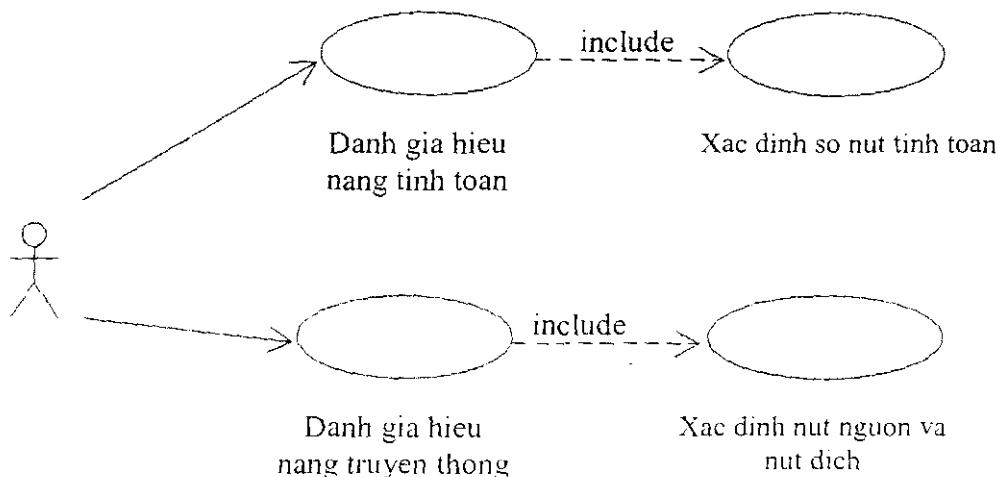 include
Danh gia hieu
nang tinh toan
Xac dinh so nut tinh toan
include
Danh gia hieu
nang truyen thong
Xac dinh nut nguon va
nut dich